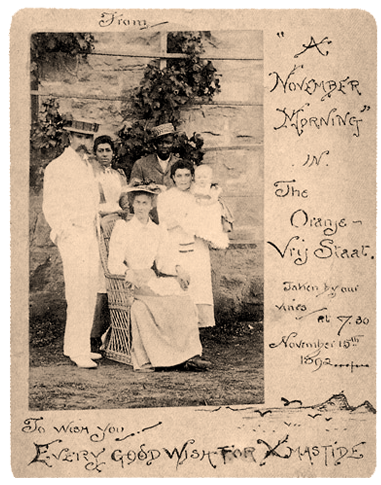 From
"A
November
Morning"
in
The
Oranje-
Vrij Staat.
Taken by our
vines at 7.30
November 15th
1892
To Wish You
Every good Wish for Xmastide